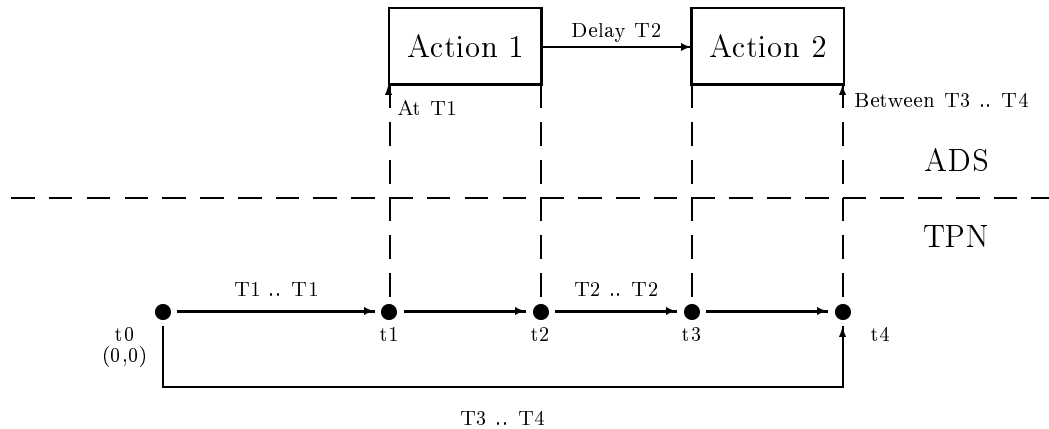 Action 1
Delay T2
Action 2
At T1
Between T3 .. T4
ADS
TPN
T1 .. T1
T2 .. T2
t0
(0,0)
t1
t2
t3
t4
T3 .. T4